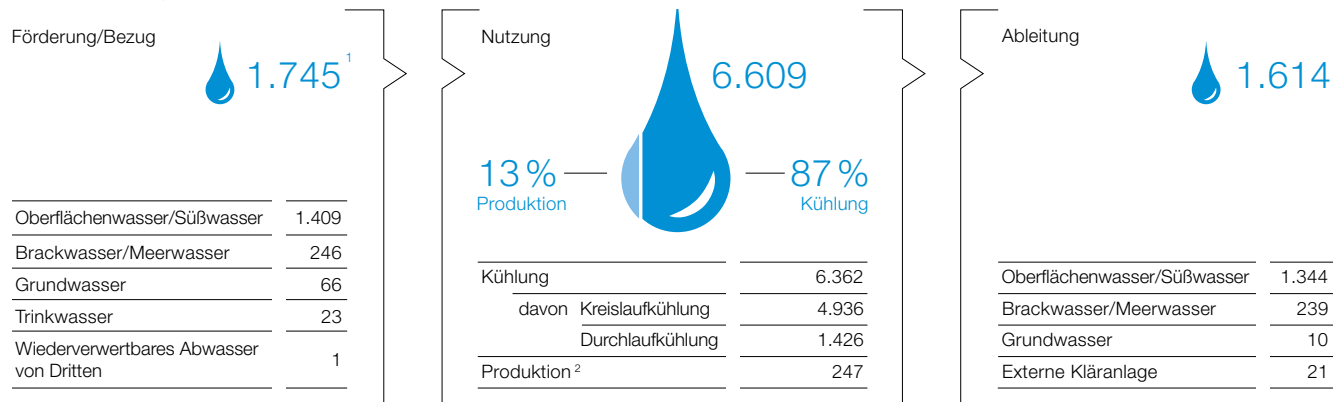 Förderung/Bezug
1.745 1
Oberflächenwasser/Süßwasser 1.409
Brackwasser/Meerwasser 246
Grundwasser 66
Trinkwasser 23
Wiederverwertbares Abwasser
von Dritten 1
Nutzung
6.609
13 % 87 %
Produktion Kühlung
Kühlung 6.362
davon Kreislaufkühlung 4.936
Durchlaufkühlung 1.426
Produktion 2 247
Ableitung
1.614
Oberflächenwasser/Süßwasser 1.344
Brackwasser/Meerwasser 239
Grundwasser 10
Externe Kläranlage 21